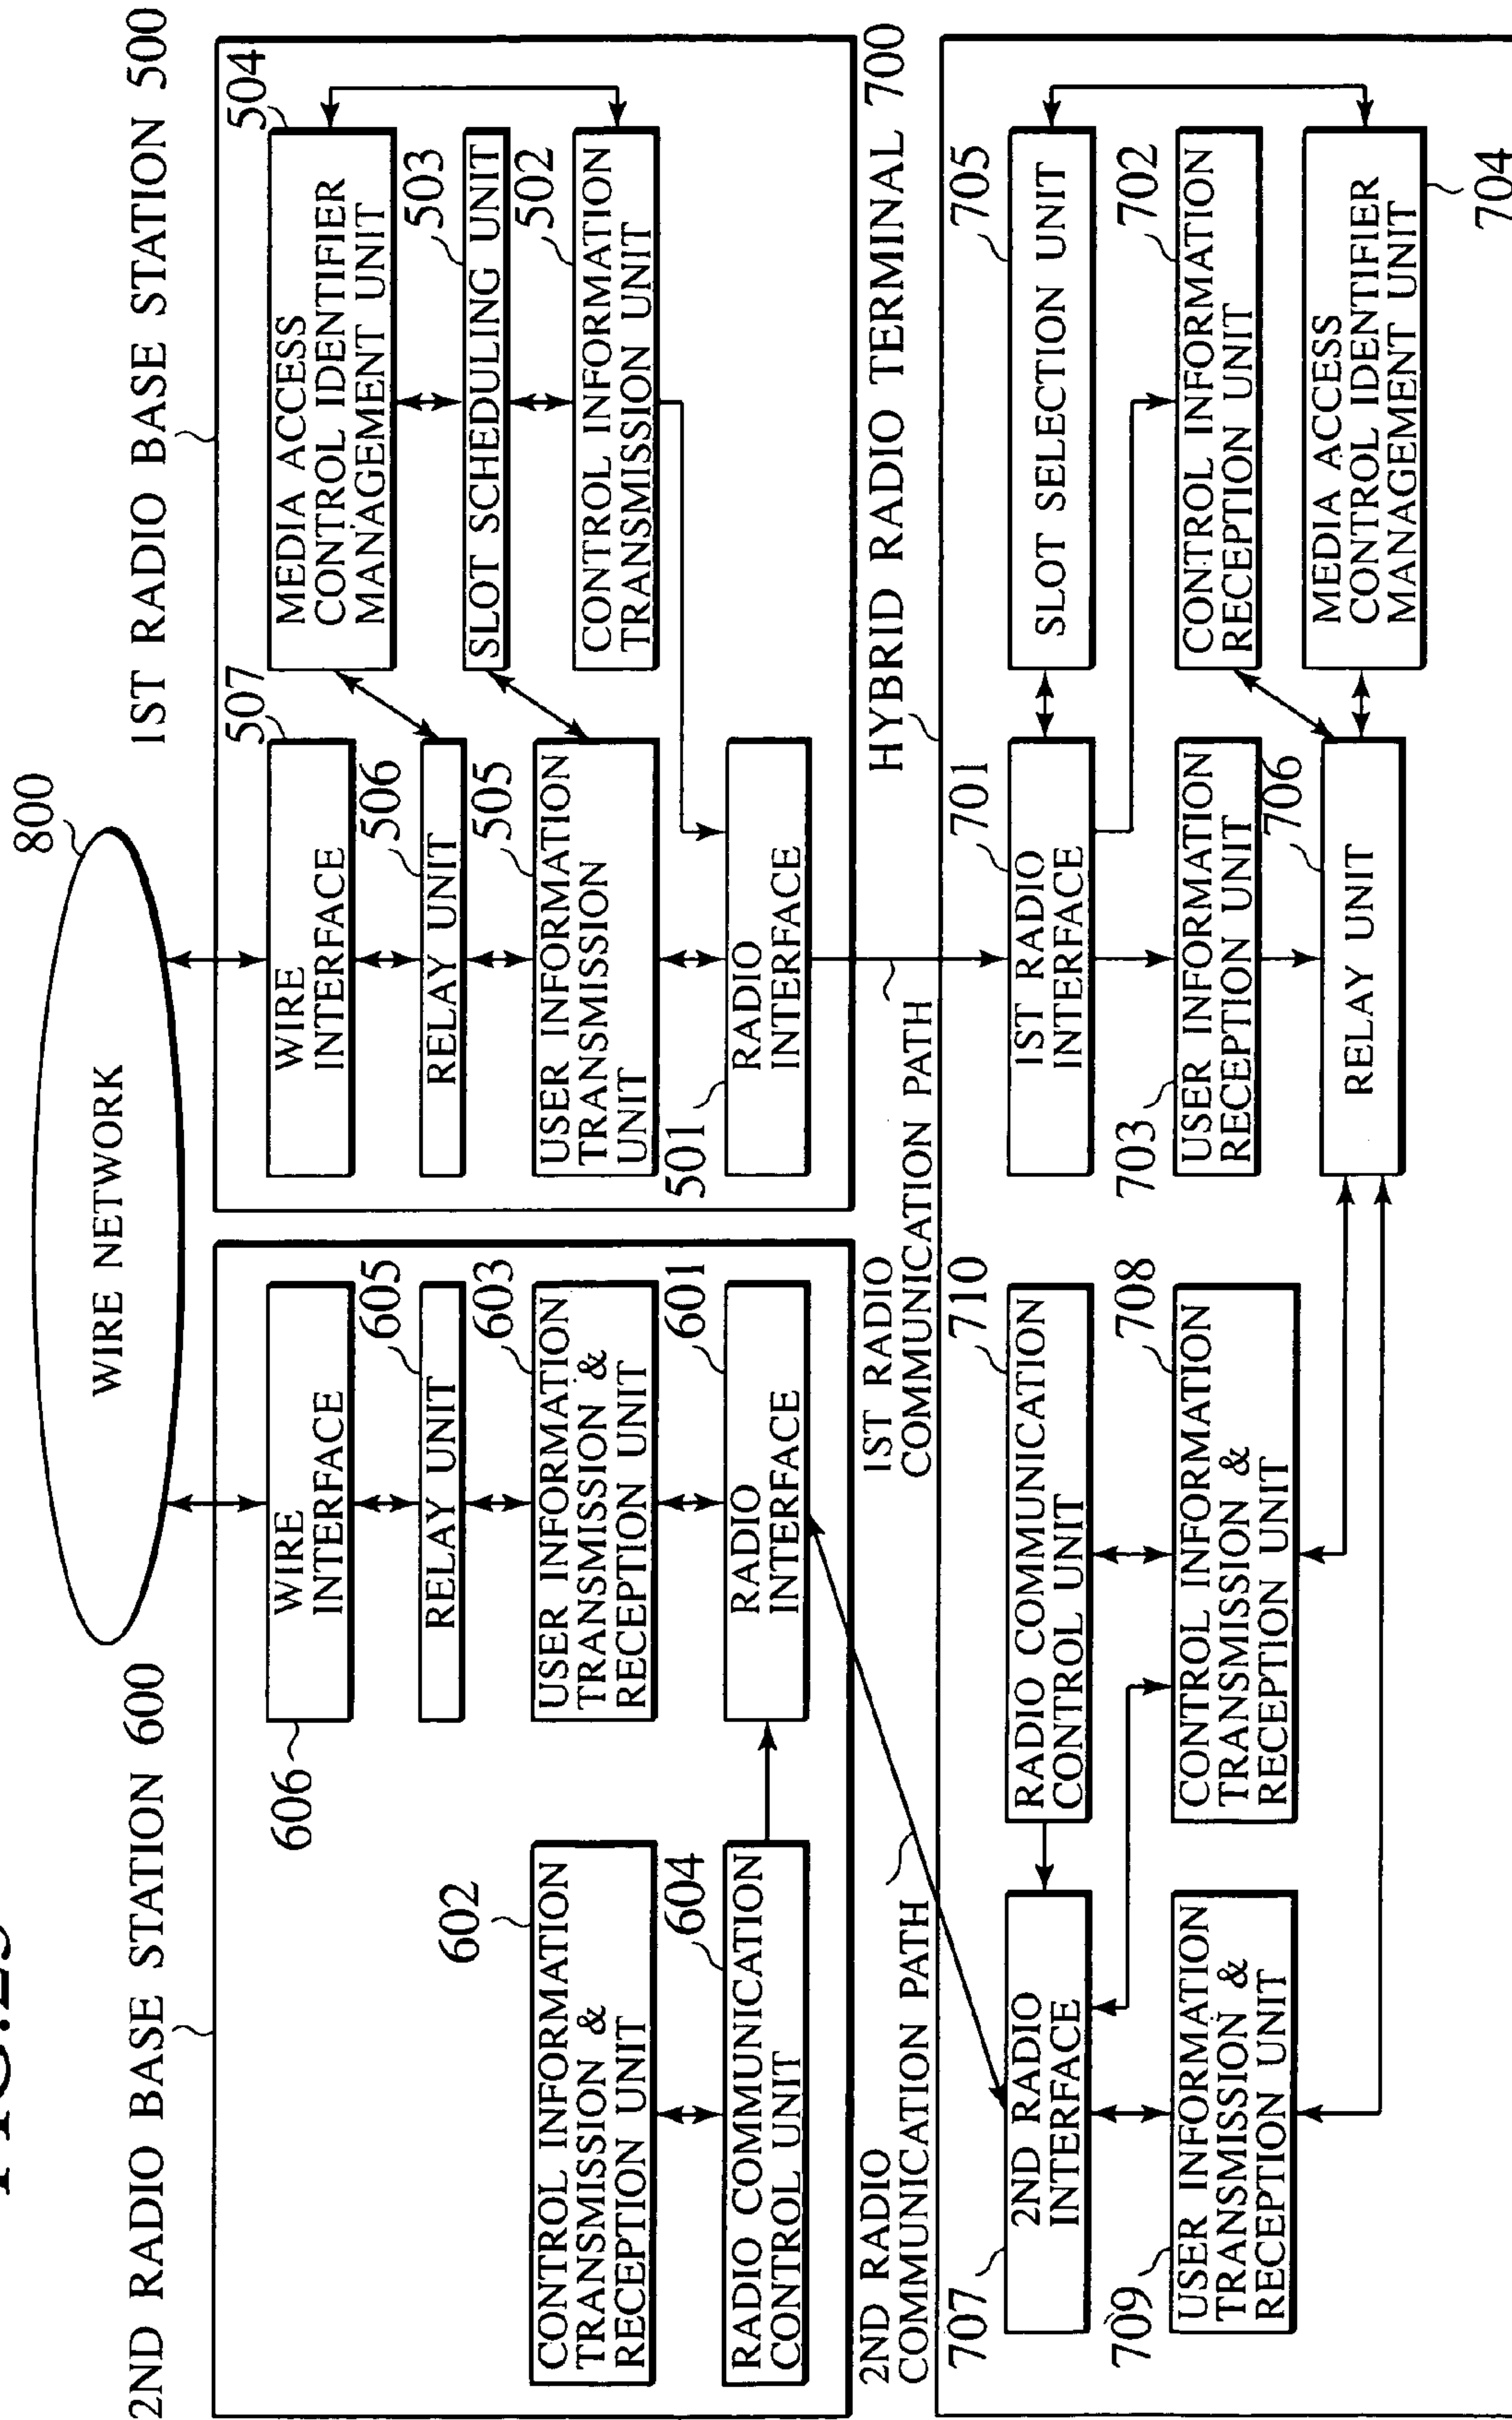 800
WIRE NETWORK
2ND RADIO BASE STATION 600
606
WIRE
INTERFACE
605
RELAY UNIT
603
USER INFORMATION
TRANSMISSION &
RECEPTION UNIT
601
RADIO
INTERFACE
602
CONTROL INFORMATION
TRANSMISSION &
RECEPTION UNIT
604
RADIO COMMUNICATION
CONTROL UNIT
1ST RADIO BASE STATION 500
507
WIRE
INTERFACE
506
RELAY UNIT
505
USER INFORMATION
TRANSMISSION
UNIT
501
RADIO
INTERFACE
504
MEDIA ACCESS
CONTROL IDENTIFIER
MANAGEMENT UNIT
503
SLOT SCHEDULING UNIT
502
CONTROL INFORMATION
TRANSMISSION UNIT
2ND RADIO
COMMUNICATION PATH
1ST RADIO
COMMUNICATION PATH
HYBRID RADIO TERMINAL 700
707
2ND RADIO
INTERFACE
709
USER INFORMATION
TRANSMISSION &
RECEPTION UNIT
710
RADIO COMMUNICATION
CONTROL UNIT
708
CONTROL INFORMATION
TRANSMISSION &
RECEPTION UNIT
701
1ST RADIO
INTERFACE
703
USER INFORMATION
RECEPTION UNIT
706
RELAY UNIT
705
SLOT SELECTION UNIT
702
CONTROL INFORMATION
RECEPTION UNIT
MEDIA ACCESS
CONTROL IDENTIFIER
MANAGEMENT UNIT
704